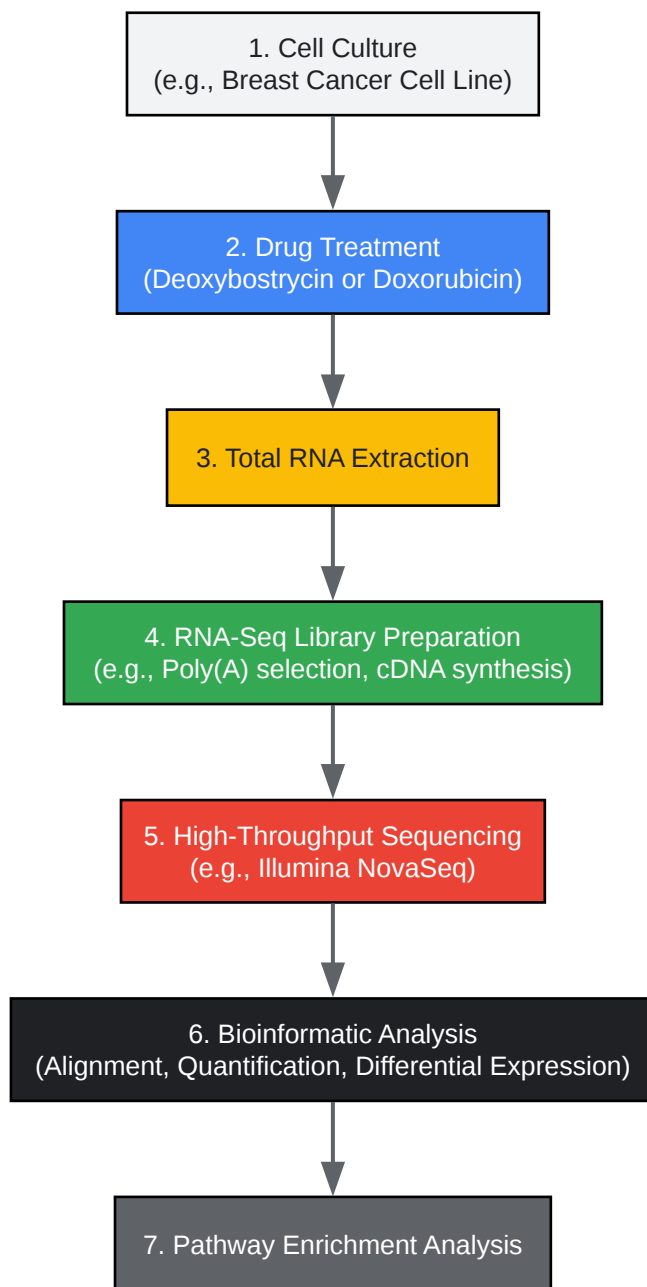 1. Cell Culture
(e.g., Breast Cancer Cell Line)
2. Drug Treatment
(Deoxybostrycin or Doxorubicin)
3. Total RNA Extraction
4. RNA-Seq Library Preparation
(e.g., Poly(A) selection, cDNA synthesis)
5. High-Throughput Sequencing
(e.g., Illumina NovaSeq)
6. Bioinformatic Analysis
(Alignment, Quantification, Differential Expression)
7. Pathway Enrichment Analysis